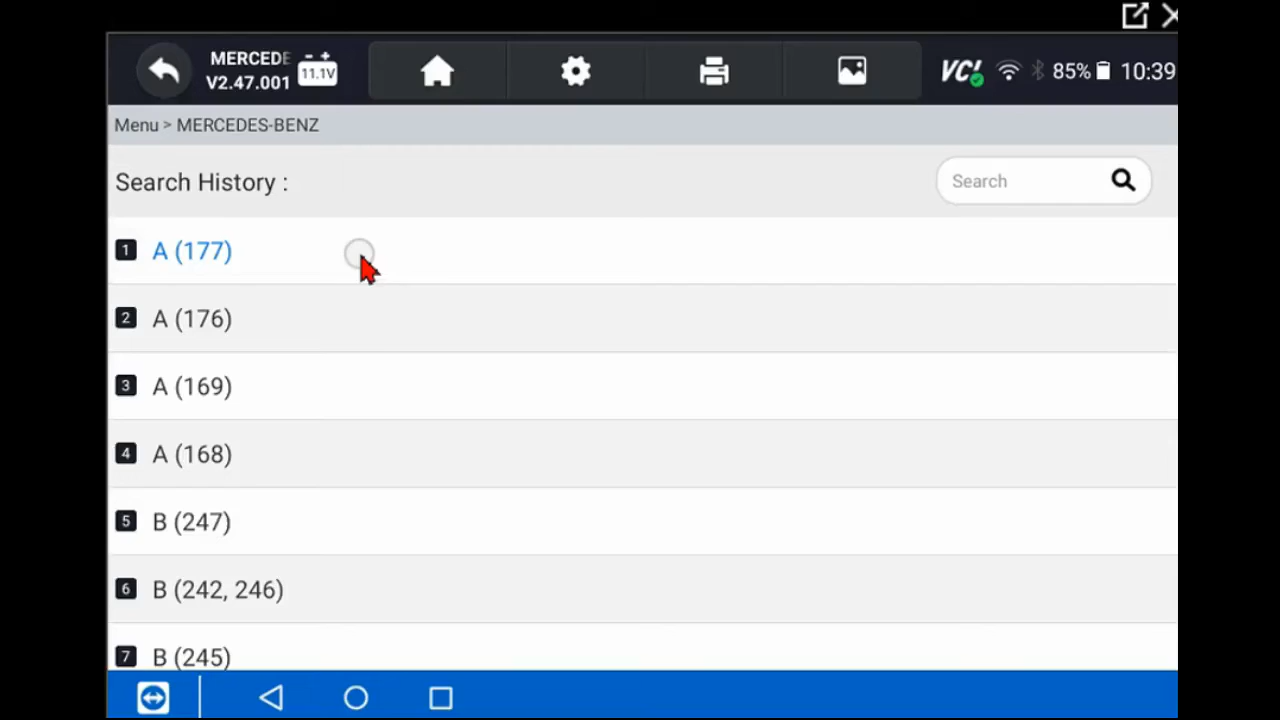 MERCEDE
V2.47.001
11.1V
VC!
85%
10:39
Menu > MERCEDES-BENZ
Search History :
Search
1 A (177)
2 A (176)
3 A (169)
4 A (168)
5 B (247)
6 B (242, 246)
7 B (245)